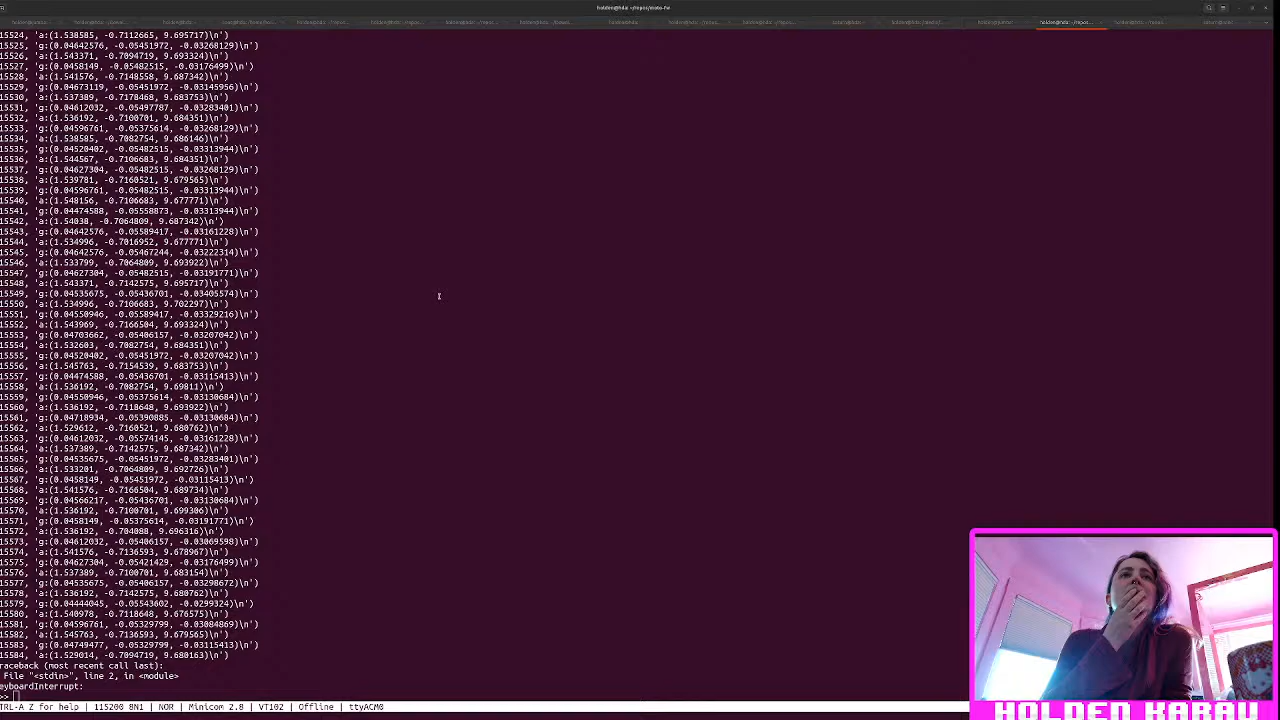 holden@hda: ~/repos/moto-fw
15524, 'a:(1.538585, -0.7112665, 9.695717)\n')
15525, 'g:(0.04642576, -0.05451972, -0.03268129)\n')
15526, 'a:(1.543371, -0.7094719, 9.693324)\n')
15527, 'g:(0.0458149, -0.05482515, -0.03176499)\n')
15528, 'a:(1.541576, -0.7148558, 9.687342)\n')
15529, 'g:(0.04673119, -0.05482515, -0.03145956)\n')
15530, 'a:(1.537389, -0.7178468, 9.683753)\n')
15531, 'g:(0.04612032, -0.05497787, -0.03283401)\n')
15532, 'a:(1.536192, -0.7100701, 9.684351)\n')
15533, 'g:(0.04596761, -0.05375614, -0.03268129)\n')
15534, 'a:(1.538585, -0.7082754, 9.686146)\n')
15535, 'g:(0.04520402, -0.05482515, -0.03313944)\n')
15536, 'a:(1.544567, -0.7106683, 9.684351)\n')
15537, 'g:(0.04627304, -0.05482515, -0.03268129)\n')
15538, 'a:(1.539781, -0.7160521, 9.679565)\n')
15539, 'g:(0.04596761, -0.05482515, -0.03313944)\n')
15540, 'a:(1.548156, -0.7106683, 9.677771)\n')
15541, 'g:(0.04474588, -0.05558873, -0.03313944)\n')
15542, 'a:(1.54038, -0.7064809, 9.687342)\n')
15543, 'g:(0.04642576, -0.05589417, -0.03161228)\n')
15544, 'a:(1.534996, -0.7016952, 9.677771)\n')
15545, 'g:(0.04642576, -0.05467244, -0.03222314)\n')
15546, 'a:(1.533799, -0.7064809, 9.693922)\n')
15547, 'g:(0.04627304, -0.05482515, -0.03191771)\n')
15548, 'a:(1.543371, -0.7142575, 9.695717)\n')
15549, 'g:(0.04535675, -0.05436701, -0.03405574)\n')
15550, 'a:(1.534996, -0.7106683, 9.702297)\n')
15551, 'g:(0.04550946, -0.05589417, -0.03329216)\n')
15552, 'a:(1.543969, -0.7166504, 9.693324)\n')
15553, 'g:(0.04703662, -0.05406157, -0.03207042)\n')
15554, 'a:(1.532603, -0.7082754, 9.684351)\n')
15555, 'g:(0.04520402, -0.05451972, -0.03207042)\n')
15556, 'a:(1.545763, -0.7154539, 9.683753)\n')
15557, 'g:(0.04474588, -0.05436701, -0.03115413)\n')
15558, 'a:(1.536192, -0.7082754, 9.69811)\n')
15559, 'g:(0.04550946, -0.05375614, -0.03130684)\n')
15560, 'a:(1.536192, -0.7118648, 9.693922)\n')
15561, 'g:(0.04718934, -0.05390885, -0.03130684)\n')
15562, 'a:(1.529612, -0.7160521, 9.680762)\n')
15563, 'g:(0.04612032, -0.05574145, -0.03161228)\n')
15564, 'a:(1.537389, -0.7142575, 9.687342)\n')
15565, 'g:(0.04535675, -0.05436701, -0.03283401)\n')
15566, 'a:(1.533201, -0.7064809, 9.692726)\n')
15567, 'g:(0.0458149, -0.05436701, -0.03115413)\n')
15568, 'a:(1.541576, -0.7166504, 9.689734)\n')
15569, 'g:(0.04566217, -0.05436701, -0.03130684)\n')
15570, 'a:(1.536192, -0.7100701, 9.699306)\n')
15571, 'g:(0.0458149, -0.05375614, -0.03191771)\n')
15572, 'a:(1.536192, -0.704088, 9.696316)\n')
15573, 'g:(0.04612032, -0.05406157, -0.03069598)\n')
15574, 'a:(1.541576, -0.7136593, 9.678967)\n')
15575, 'g:(0.04627304, -0.05421429, -0.03176499)\n')
15576, 'a:(1.537389, -0.7100701, 9.683154)\n')
15577, 'g:(0.04535675, -0.05406157, -0.03298672)\n')
15578, 'a:(1.536192, -0.7142575, 9.680762)\n')
15579, 'g:(0.04444045, -0.05543602, -0.0299324)\n')
15580, 'a:(1.540978, -0.7118648, 9.676575)\n')
15581, 'g:(0.04596761, -0.05329799, -0.03084869)\n')
15582, 'a:(1.545763, -0.7136593, 9.679565)\n')
15583, 'g:(0.04749477, -0.05329799, -0.03115413)\n')
15584, 'a:(1.529014, -0.7094719, 9.680163)\n')
raceback (most recent call last):
File "<stdin>", line 2, in <module>
eyboardInterrupt:
>>
TRL-A Z for help | 115200 8N1 | NOR | Minicom 2.8 | VT102 | Offline | ttyACM0
HOLDEN KARAU